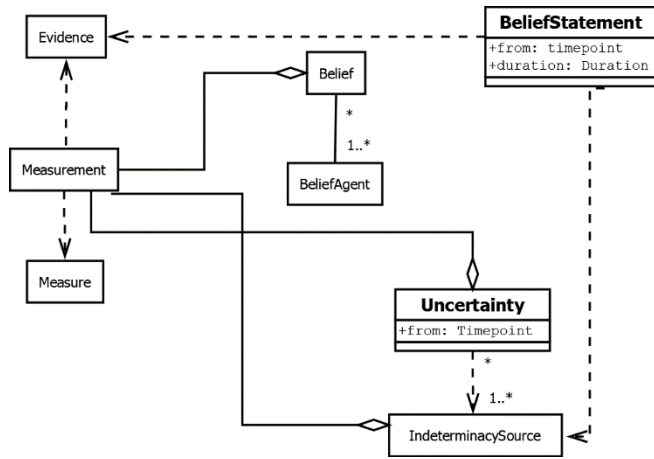 BeliefStatement
+from: timepoint
+duration: Duration
Evidence
Belief
*
1..*
Measurement
BeliefAgent
Measure
Uncertainty
+from: Timepoint
*
1..*
IndeterminacySource